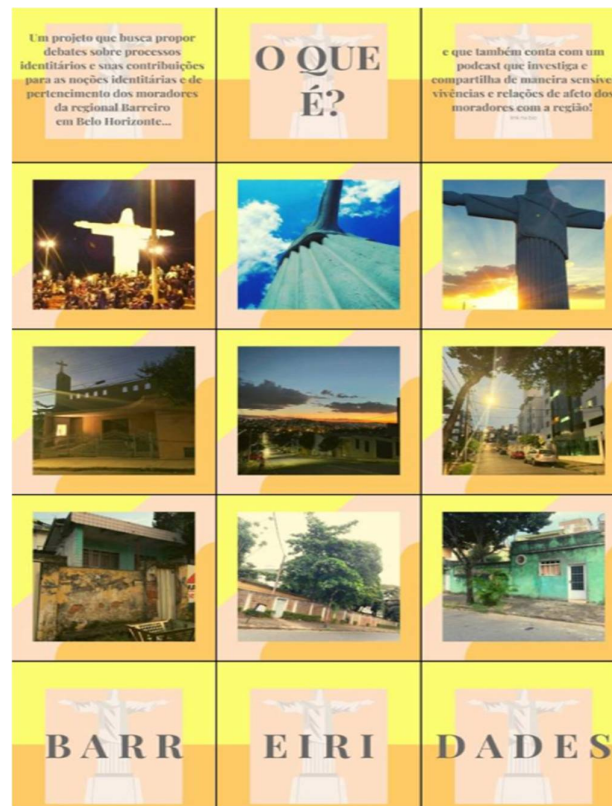 Um projeto que busca propor
debates sobre processos
identitários e suas contribuições
para as noções identitárias e de
pertencimento dos moradores
da regional Barreiro
em Belo Horizonte...
O QUE
É?
e que também conta com um
podcast que investiga e
compartilha de maneira sensíve
vivências e relações de afeto dos
moradores com a região!
BARR
EIRI
DADES